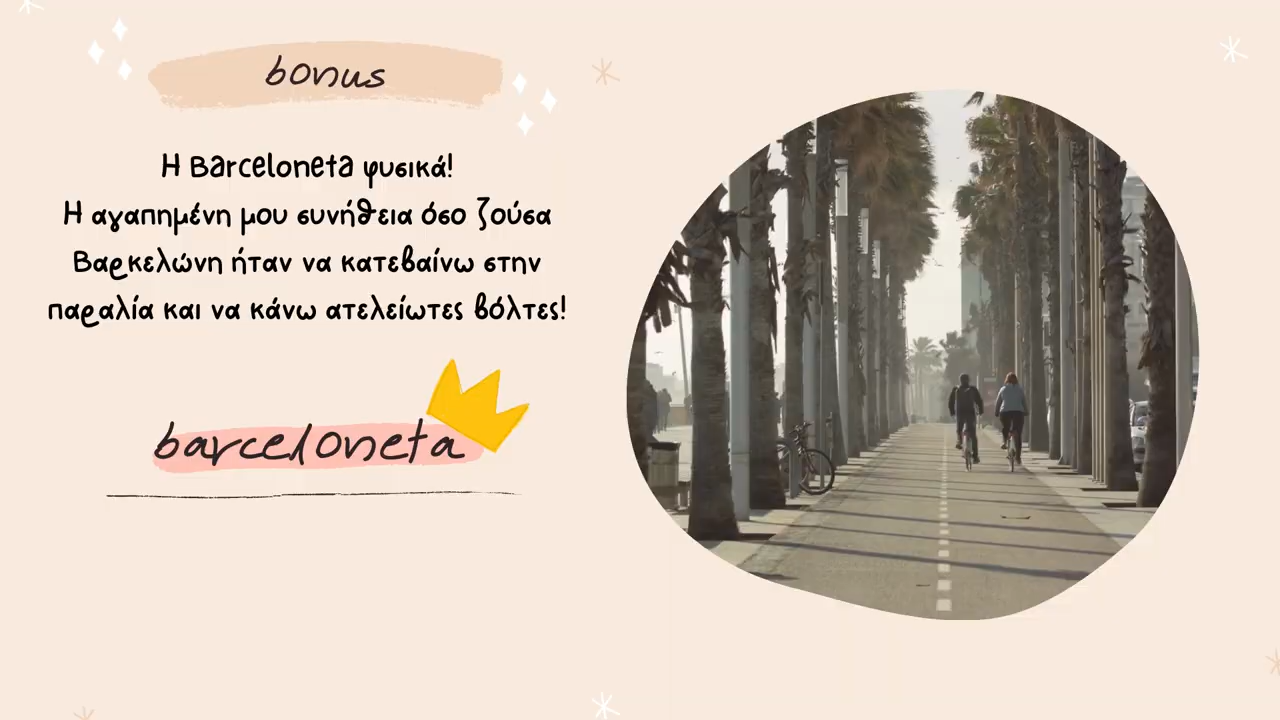 bonus
Η Barceloneta φυσικά!
Η αγαπημένη μου συνήθεια όσο ζούσα
Βαρκελώνη ήταν να κατεβαίνω στην
παραλία και να κάνω ατελείωτες βόλτες!
barceloneta